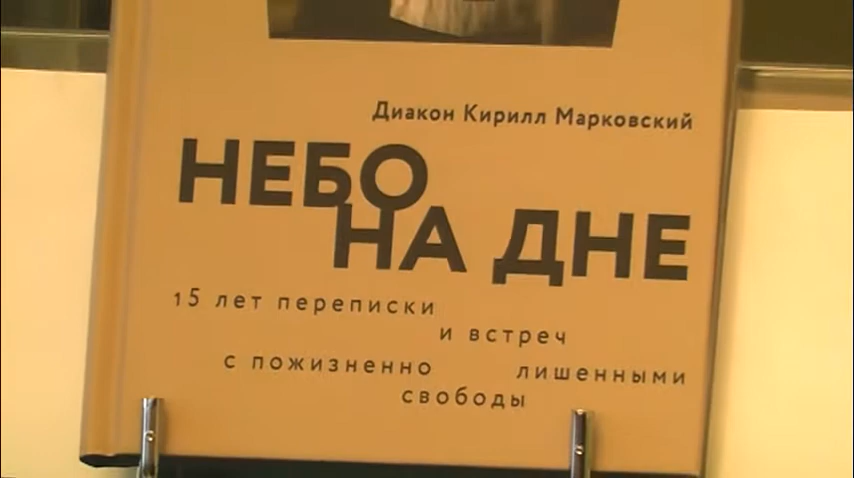 Диакон Кирилл Марковский
НЕБО
НА ДНЕ
15 лет переписки
и встреч
с пожизненно лишенными
свободы